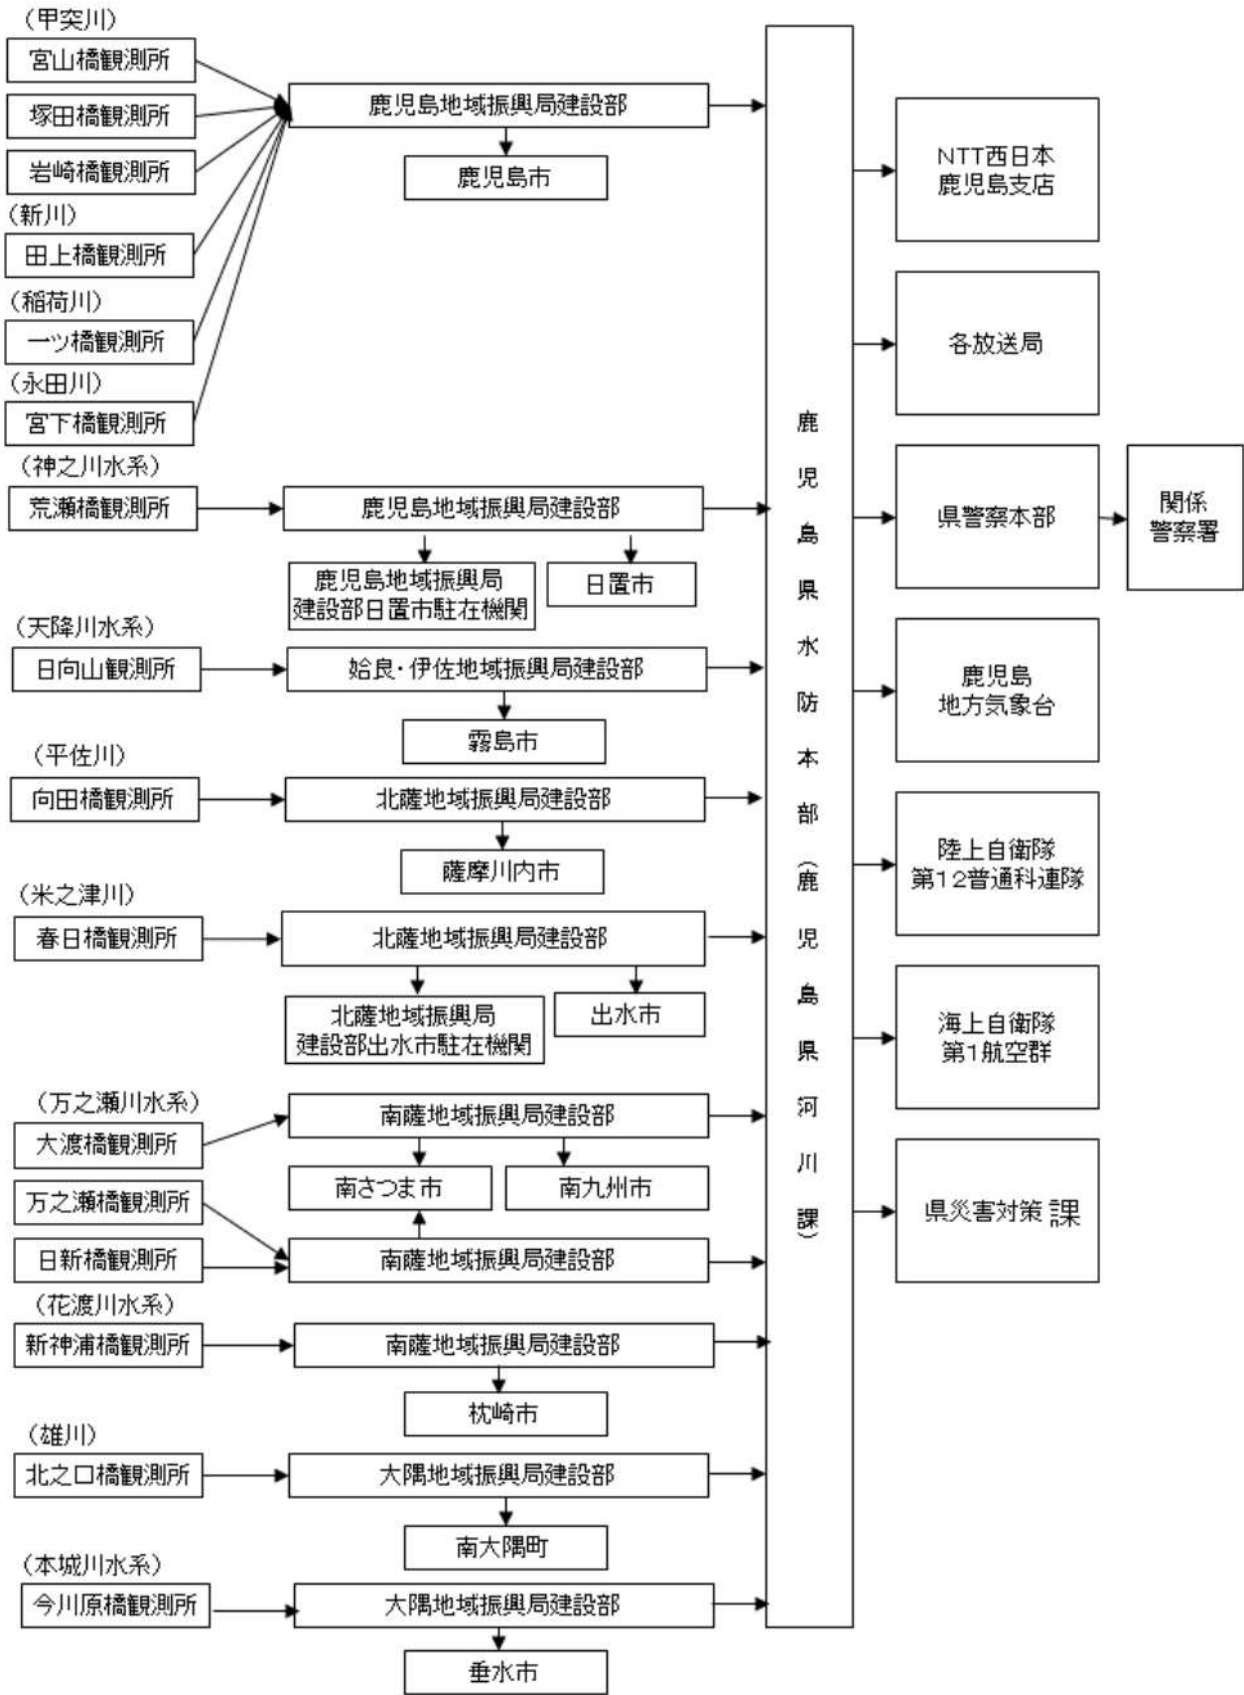 （甲突川）
宮山橋観測所
塚田橋観測所
岩崎橋観測所
（新川）
田上橋観測所
（稲荷川）
一ツ橋観測所
（永田川）
宮下橋観測所
鹿児島地域振興局建設部
鹿児島市
（神之川水系）
荒瀬橋観測所
鹿児島地域振興局建設部
鹿児島地域振興局
建設部日置市駐在機関
日置市
（天降川水系）
日向山観測所
姶良・伊佐地域振興局建設部
霧島市
（平佐川）
向田橋観測所
北薩地域振興局建設部
薩摩川内市
（米之津川）
春日橋観測所
北薩地域振興局建設部
北薩地域振興局
建設部出水市駐在機関
出水市
（万之瀬川水系）
大渡橋観測所
南薩地域振興局建設部
南さつま市
南九州市
万之瀬橋観測所
日新橋観測所
南薩地域振興局建設部
（花渡川水系）
新神浦橋観測所
南薩地域振興局建設部
枕崎市
（雄川）
北之口橋観測所
大隅地域振興局建設部
南大隅町
（本城川水系）
今川原橋観測所
大隅地域振興局建設部
垂水市
鹿児島県水防本部（鹿児島県河川課）
NTT西日本
鹿児島支店
各放送局
県警察本部
関係
警察署
鹿児島
地方気象台
陸上自衛隊
第12普通科連隊
海上自衛隊
第1航空群
県災害対策課